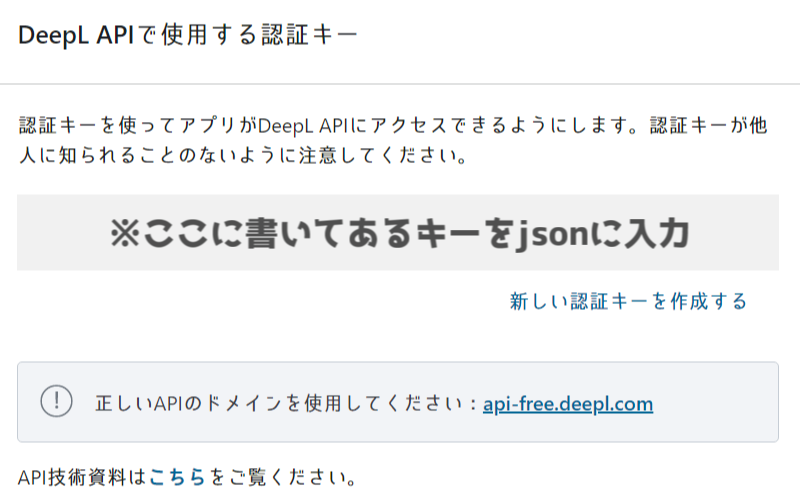 DeepL APIで使用する認証キー
認証キーを使ってアプリがDeepL APIにアクセスできるようにします。認証キーが他
人に知られることのないように注意してください。
※ここに書いてあるキーをjsonに入力
新しい認証キーを作成する
正しいAPIのドメインを使用してください：api-free.deepl.com
API技術資料はこちらをご覧ください。